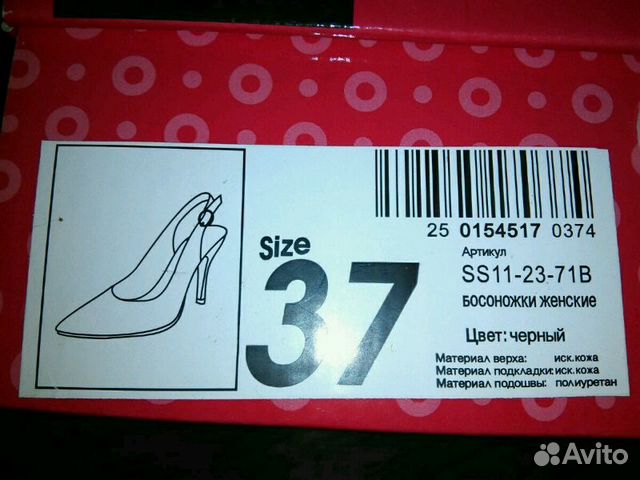 Size
37
25 0154517 0374
Артикул
SS11-23-71B
Босоножки женские
Цвет: черный
Материал верха: иск.кожа
Материал подкладки: иск.кожа
Материал подошвы: полиуретан
Avito